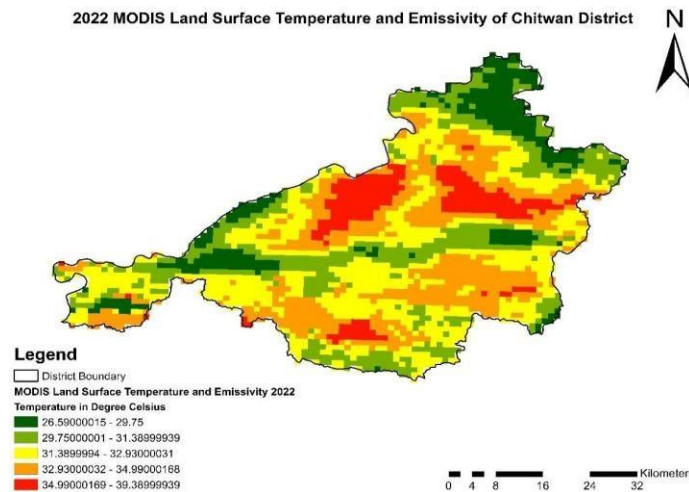 2022 MODIS Land Surface Temperature and Emissivity of Chitwan District
N
Legend
District Boundary
MODIS Land Surface Temperature and Emissivity 2022
Temperature in Degree Celsius
26.59000015 - 29.75
29.75000001 - 31.38999939
31.3899994 - 32.93000031
32.93000032 - 34.99000168
34.99000169 - 39.38999939
Kilometer
0 4 8 16 24 32